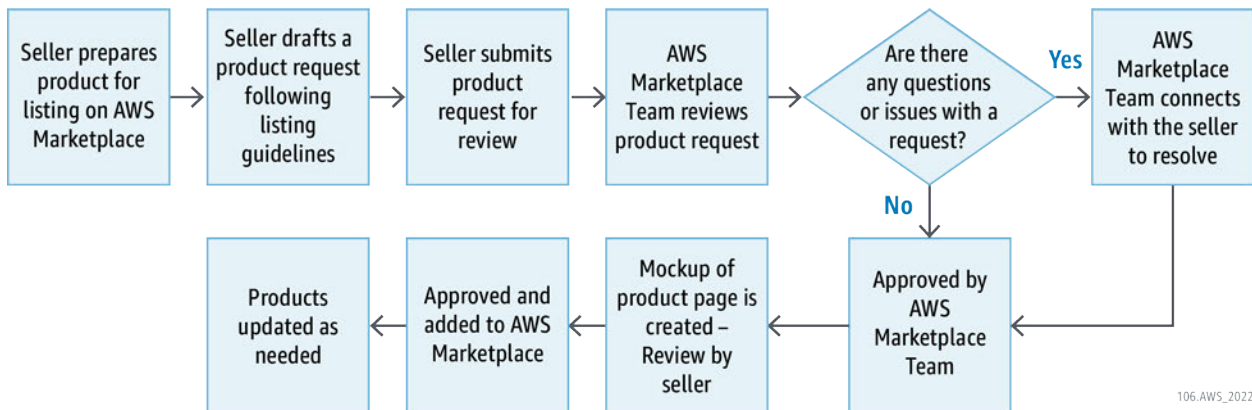 Seller prepares
product for
listing on AWS
Marketplace
Seller drafts a
product request
following
listing
guidelines
Seller submits
product
request for
review
AWS
Marketplace
Team reviews
product request
Are there
any questions
or issues with a
request?
Yes
AWS
Marketplace
Team connects
with the seller
to resolve
No
Approved by
AWS
Marketplace
Team
Mockup of
product page is
created –
Review by
seller
Approved and
added to AWS
Marketplace
Products
updated as
needed
106.AWS_2022